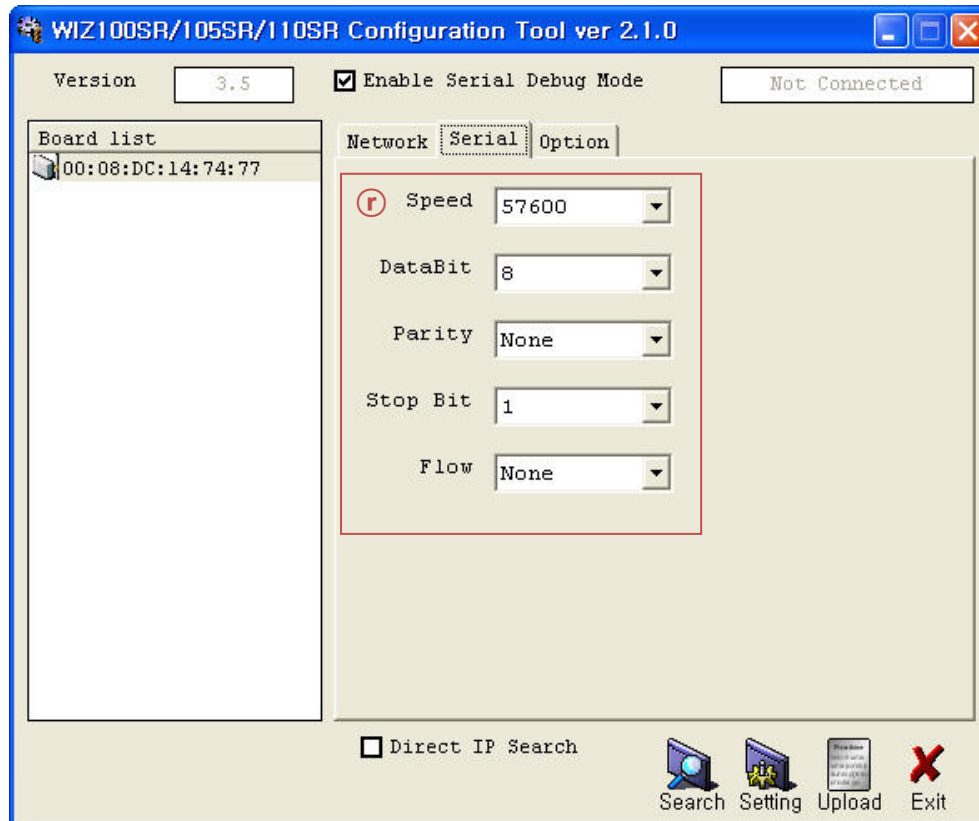 WIZ100SR/105SR/110SR Configuration Tool ver 2.1.0
Version 3.5 Enable Serial Debug Mode Not Connected
Board list
00:08:DC:14:74:77
Network Serial Option
r Speed 57600
DataBit 8
Parity None
Stop Bit 1
Flow None
Direct IP Search
Search Setting Upload Exit